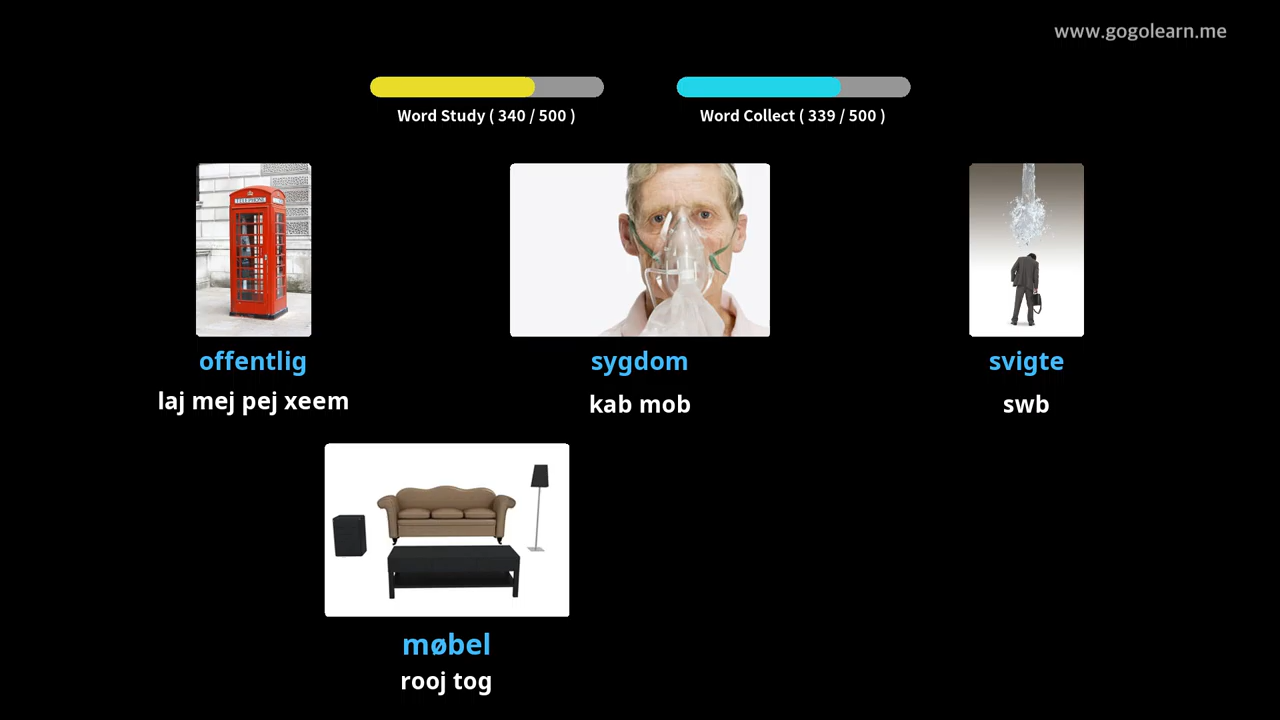 www.gogolearn.me
Word Study ( 340 / 500 )
Word Collect ( 339 / 500 )
TELEPHONE
offentlig
laj mej pej xeem
sygdom
kab mob
svigte
swb
møbel
rooj tog